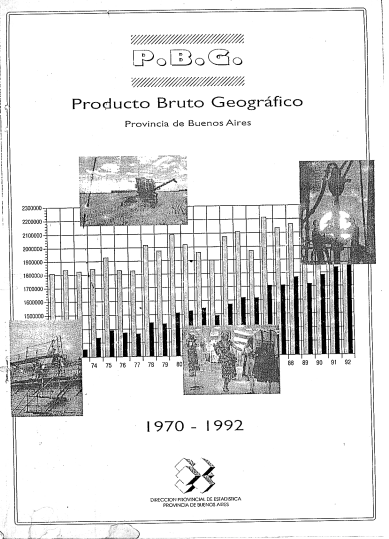 P.B.G.
Producto Bruto Geográfico
Provincia de Buenos Aires
2300000
2200000
2100000
2000000
1900000
1800000
1700000
1600000
1500000
74 75 76 77 78 79 80 86 88 89 90 91 92
1970 - 1992
DIRECCION PROVINCIAL DE ESTADISTICA
PROVINCIA DE BUENOS AIRES